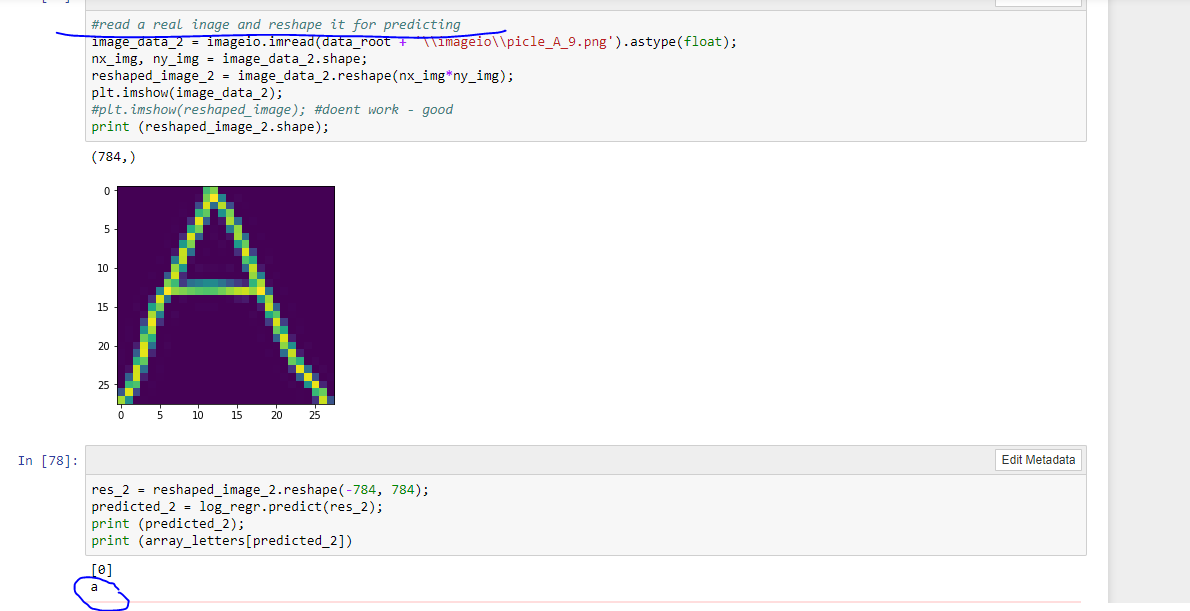 #read a real inage and reshape it for predicting
image_data_2 = imageio.imread(data_root + '\\imageio\\picle_A_9.png').astype(float);
nx_img, ny_img = image_data_2.shape;
reshaped_image_2 = image_data_2.reshape(nx_img*ny_img);
plt.imshow(image_data_2);
#plt.imshow(reshaped_image); #doent work - good
print (reshaped_image_2.shape);
(784,)
0
5
10
15
20
25
0 5 10 15 20 25
In [78]:
Edit Metadata
res_2 = reshaped_image_2.reshape(-784, 784);
predicted_2 = log_regr.predict(res_2);
print (predicted_2);
print (array_letters[predicted_2])
[0]
a